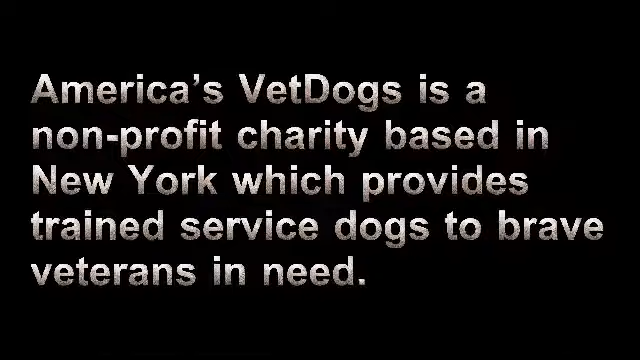 America’s VetDogs is a
non-profit charity based in
New York which provides
trained service dogs to brave
veterans in need.